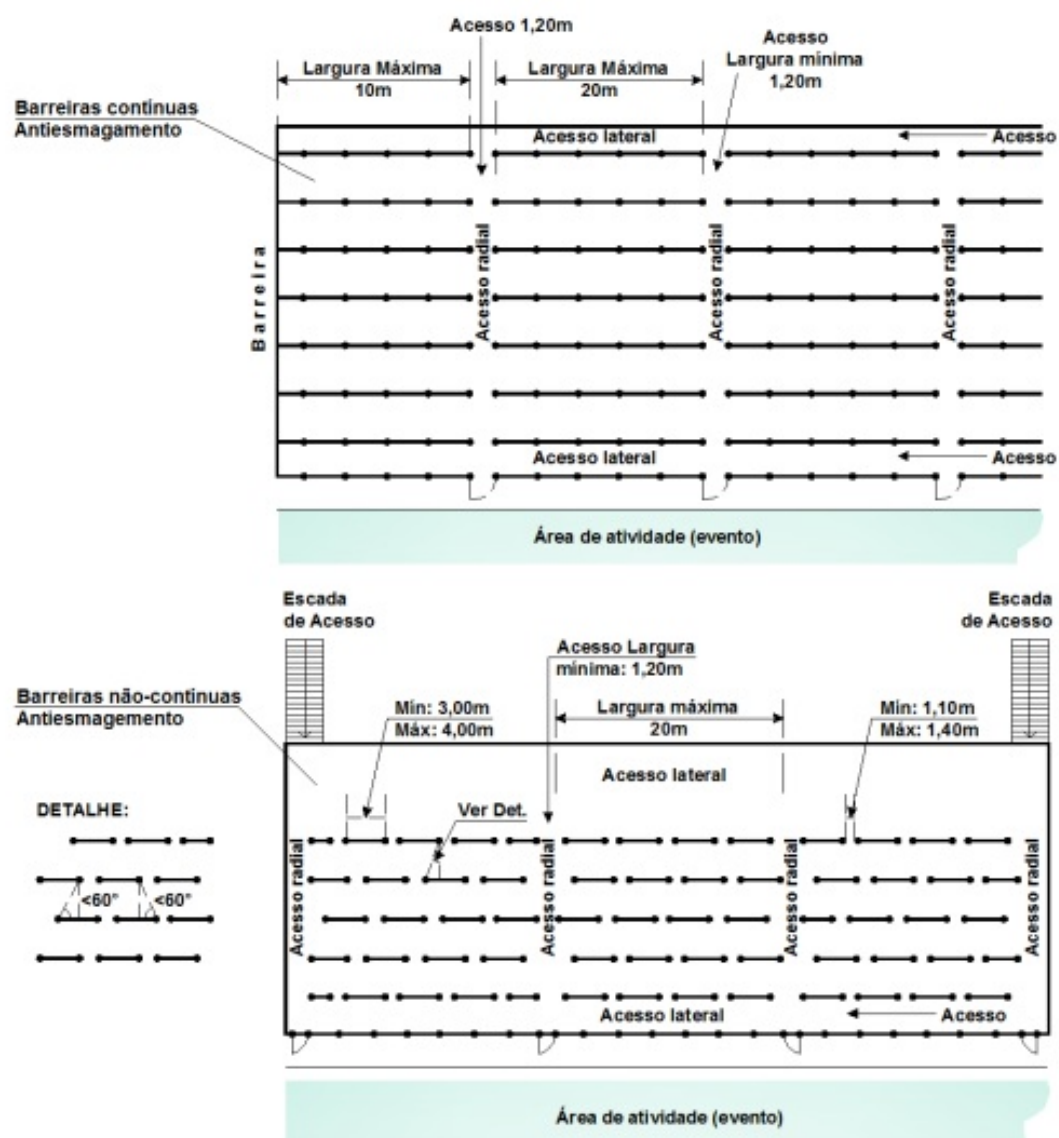 Acesso 1,20m
Acesso
Largura mínima
1,20m
Largura Máxima
10m
Largura Máxima
20m
Barreiras contínuas
Antiesmagamento
Acesso lateral
Acesso
Barreira
Acesso radial
Acesso radial
Acesso radial
Acesso lateral
Acesso
Área de atividade (evento)
Escada
de Acesso
Escada
de Acesso
Acesso Largura
mínima: 1,20m
Barreiras não-contínuas
Antiesmagemento
Mín: 3,00m
Máx: 4,00m
Largura máxima
20m
Mín: 1,10m
Máx: 1,40m
Acesso lateral
DETALHE:
Ver Det.
<60°
<60°
Acesso radial
Acesso radial
Acesso radial
Acesso radial
Acesso lateral
Acesso
Área de atividade (evento)